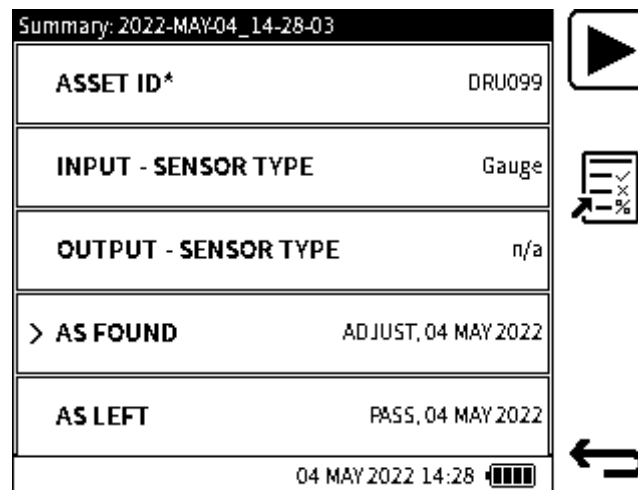 Summary: 2022-MAY-04_14-28-03
ASSET ID* DRU099
INPUT - SENSOR TYPE Gauge
OUTPUT - SENSOR TYPE n/a
> AS FOUND ADJUST, 04 MAY 2022
AS LEFT PASS, 04 MAY 2022
04 MAY 2022 14:28